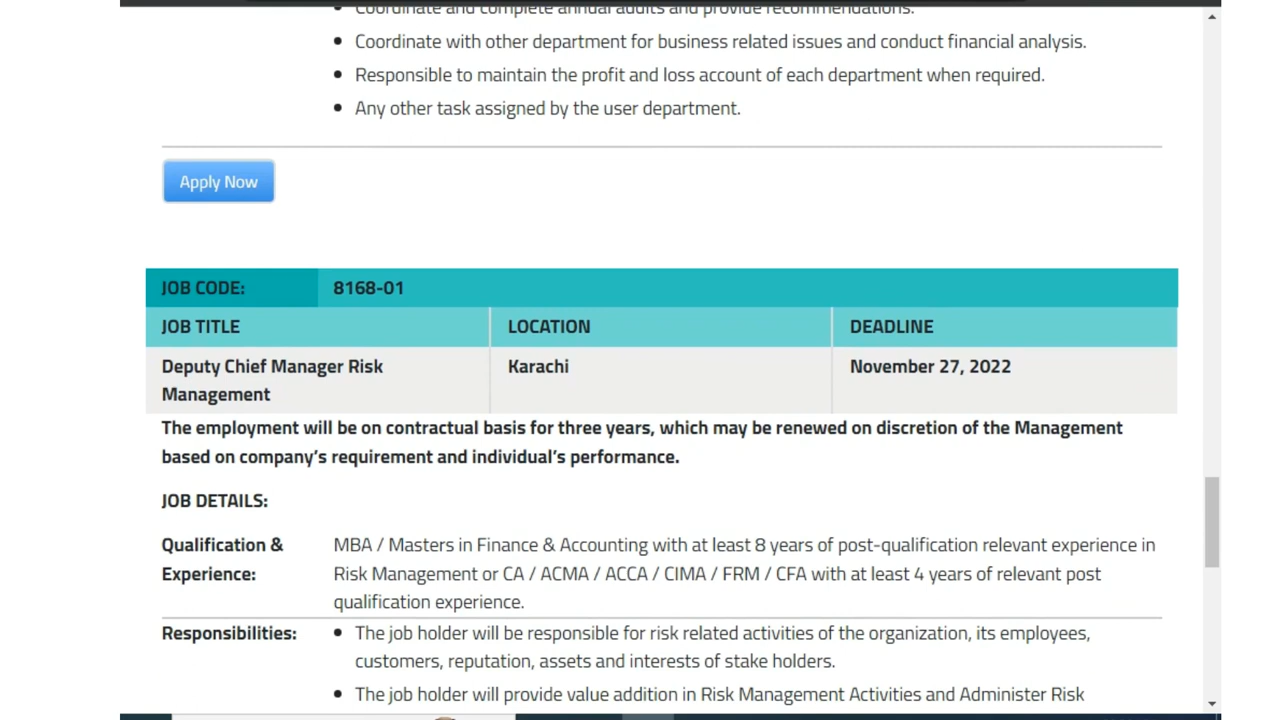 Coordinate and complete annual audits and provide recommendations.
Coordinate with other department for business related issues and conduct financial analysis.
Responsible to maintain the profit and loss account of each department when required.
Any other task assigned by the user department.
Apply Now
JOB CODE: 8168-01
JOB TITLE LOCATION DEADLINE
Deputy Chief Manager Risk Karachi November 27, 2022
Management
The employment will be on contractual basis for three years, which may be renewed on discretion of the Management
based on company's requirement and individual's performance.
JOB DETAILS:
Qualification & MBA / Masters in Finance & Accounting with at least 8 years of post-qualification relevant experience in
Experience: Risk Management or CA / ACMA / ACCA / CIMA / FRM / CFA with at least 4 years of relevant post
qualification experience.
Responsibilities: The job holder will be responsible for risk related activities of the organization, its employees,
customers, reputation, assets and interests of stake holders.
The job holder will provide value addition in Risk Management Activities and Administer Risk